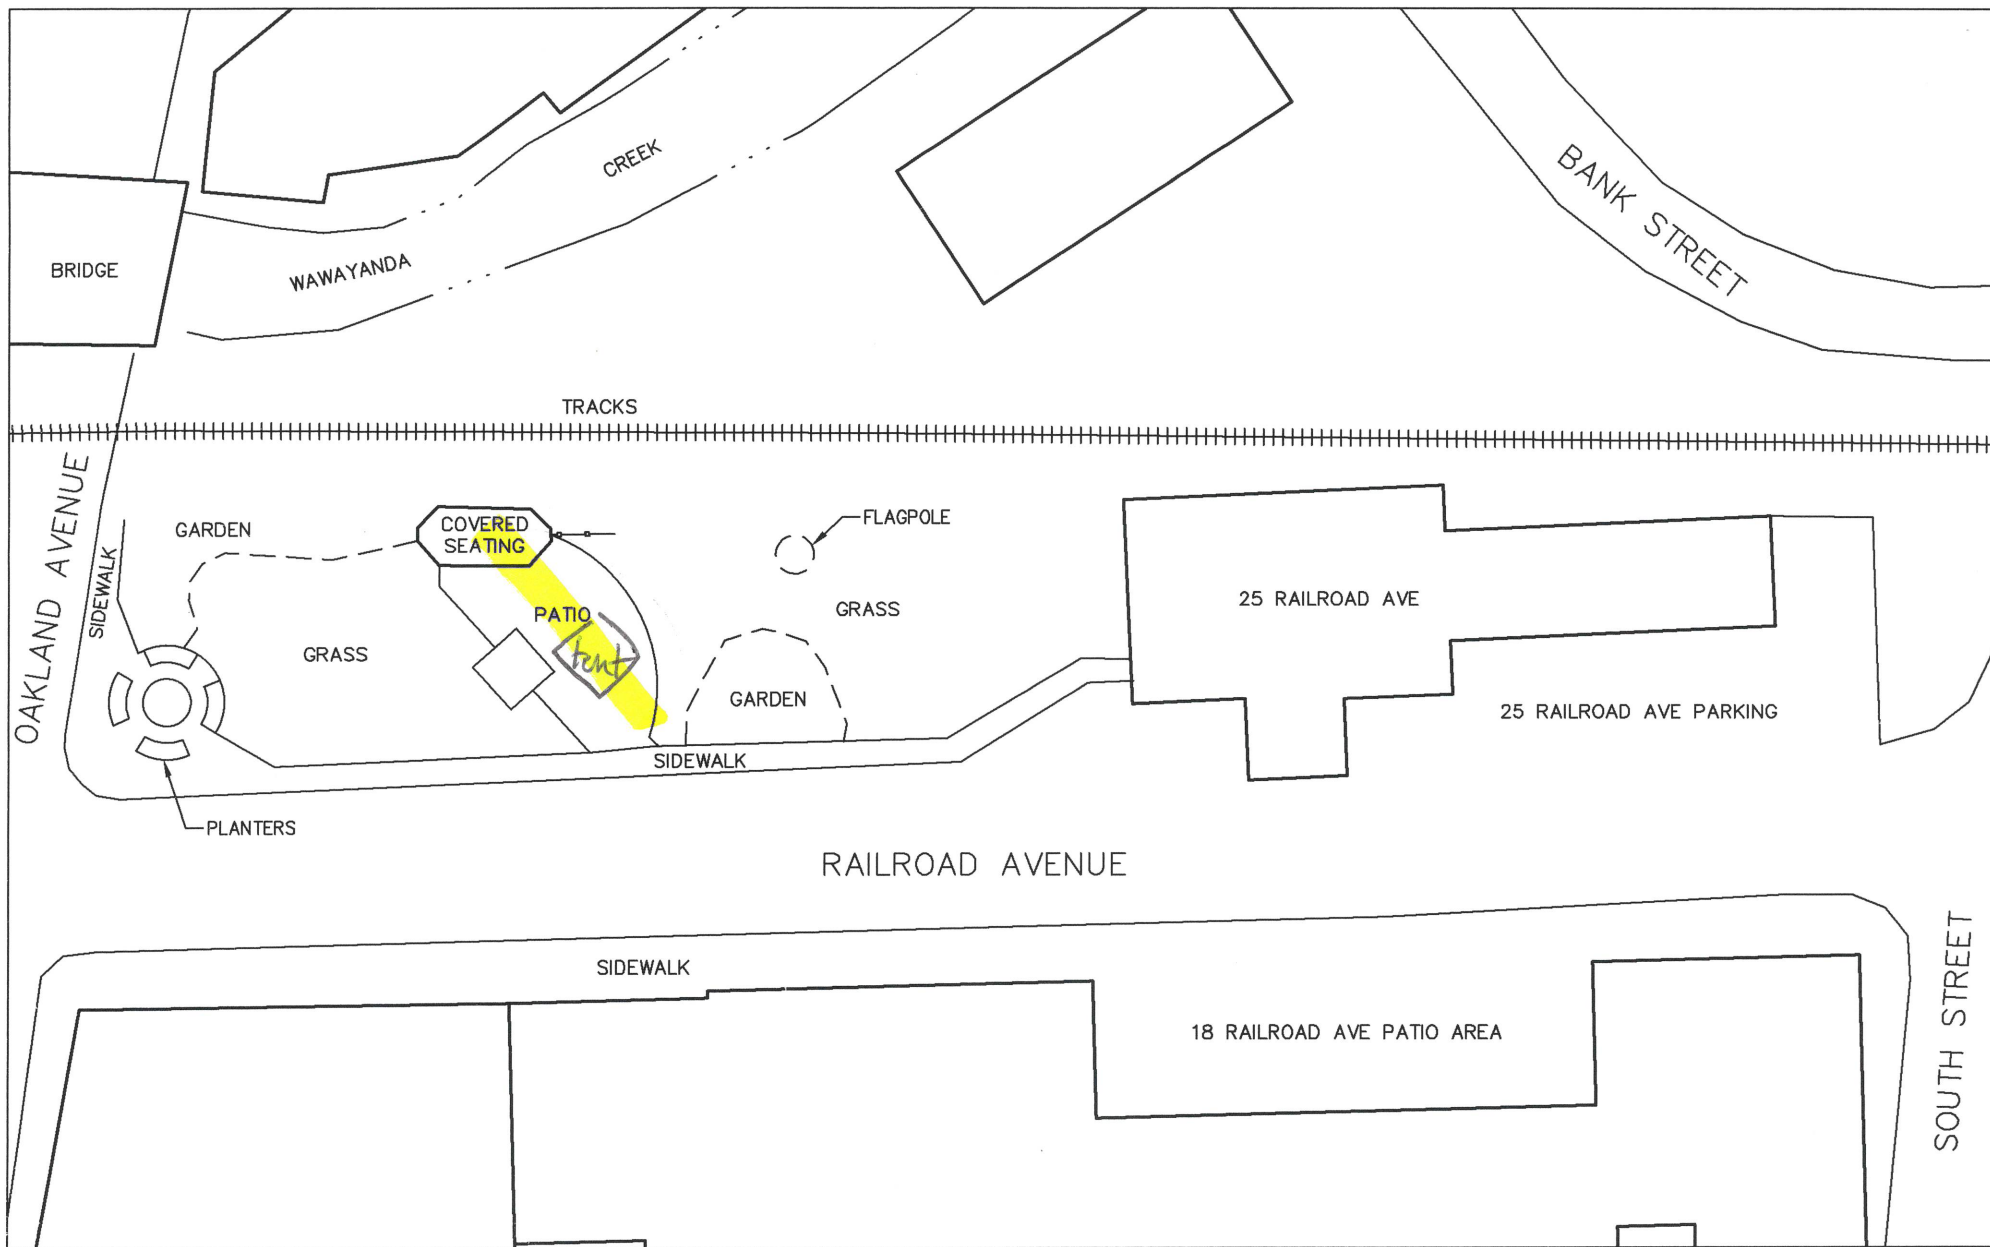 CREEK
BANK STREET
BRIDGE
WAWAYANDA
TRACKS
OAKLAND AVENUE
SIDEWALK
GARDEN
COVERED
SEATING
FLAGPOLE
PATIO
tent
GRASS
GRASS
GARDEN
25 RAILROAD AVE
25 RAILROAD AVE PARKING
SIDEWALK
PLANTERS
RAILROAD AVENUE
SIDEWALK
18 RAILROAD AVE PATIO AREA
SOUTH STREET